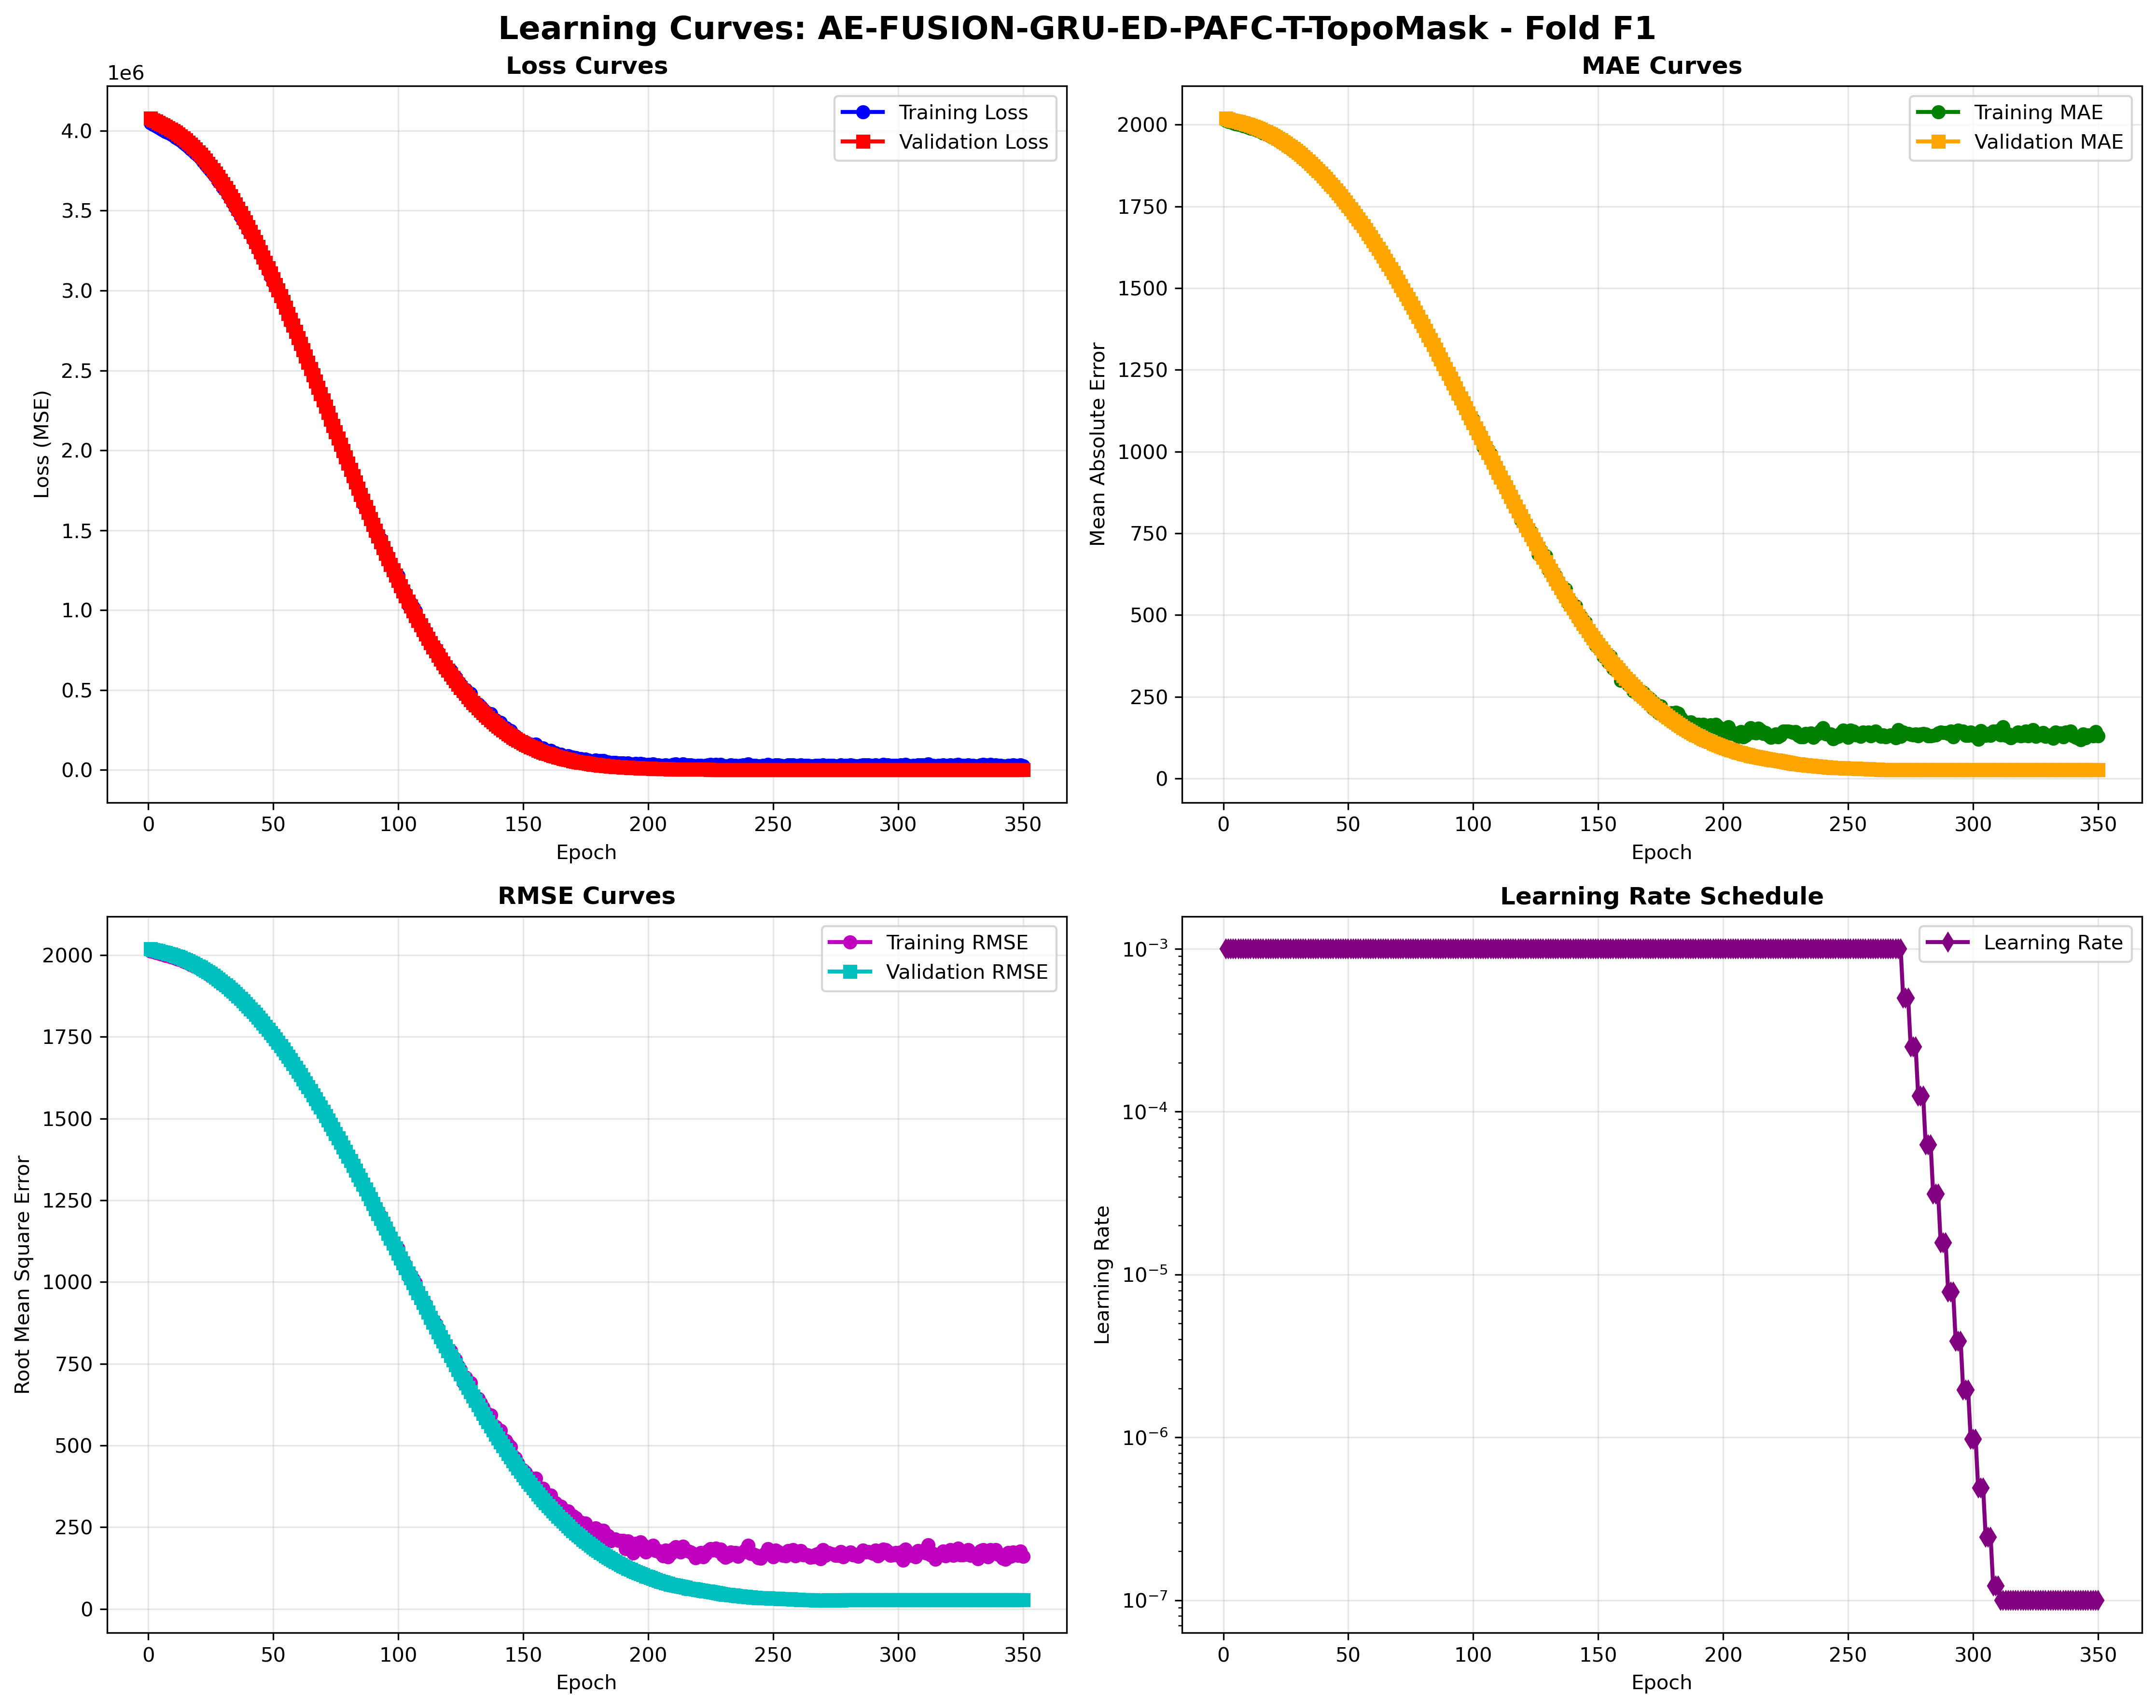 Learning Curves: AE-FUSION-GRU-ED-PAFC-T-TopoMask - Fold F1
Loss Curves
1e6
Training Loss
Validation Loss
4.0
3.5
3.0
2.5
2.0
1.5
1.0
0.5
0.0
Loss (MSE)
0 50 100 150 200 250 300 350
Epoch
MAE Curves
Training MAE
Validation MAE
2000
1750
1500
1250
1000
750
500
250
0
Mean Absolute Error
0 50 100 150 200 250 300 350
Epoch
RMSE Curves
Training RMSE
Validation RMSE
2000
1750
1500
1250
1000
750
500
250
0
Root Mean Square Error
0 50 100 150 200 250 300 350
Epoch
Learning Rate Schedule
Learning Rate
10⁻³
10⁻⁴
10⁻⁵
10⁻⁶
10⁻⁷
Learning Rate
0 50 100 150 200 250 300 350
Epoch